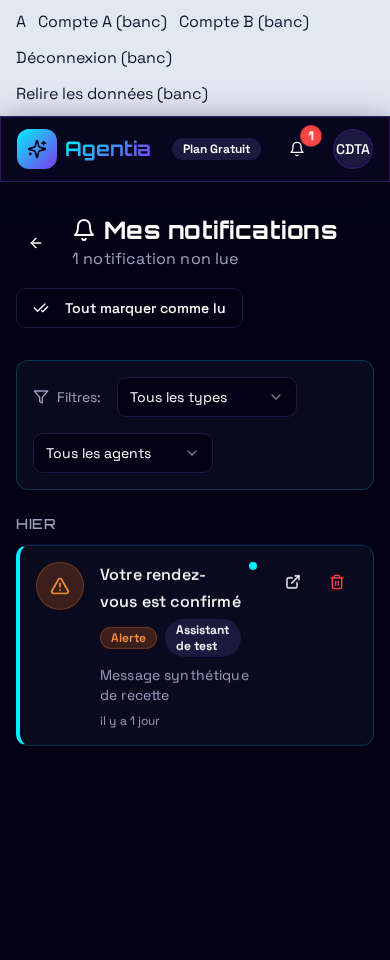 A Compte A (banc) Compte B (banc)
Déconnexion (banc)
Relire les données (banc)
Agentia Plan Gratuit 1 CDTA
Mes notifications
1 notification non lue
Tout marquer comme lu
Filtres: Tous les types
Tous les agents
HIER
Votre rendez-
vous est confirmé
Alerte Assistant
de test
Message synthétique
de recette
il y a 1 jour